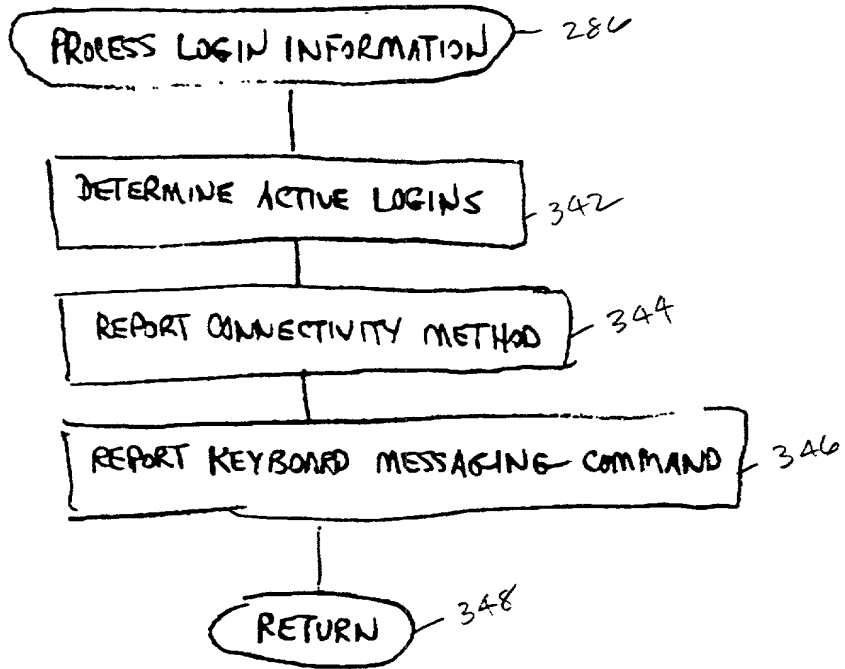 PROCESS LOGIN INFORMATION 286
DETERMINE ACTIVE LOGINS 342
REPORT CONNECTIVITY METHOD 344
REPORT KEYBOARD MESSAGING COMMAND 346
RETURN 348